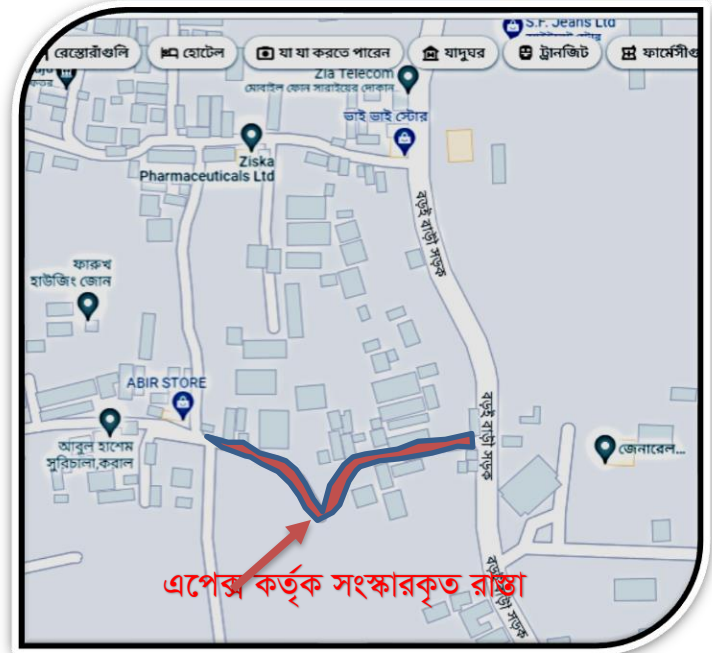 S.F. Jeans Ltd
রেস্তোরাঁগুলি
হোটেল
যা যা করতে পারেন
যাদুঘর
ট্রানজিট
ফার্মেসীগু
Zia Telecom
মোবাইল ফোন সারাইয়ের দোকান
ভাই ভাই স্টোর
Ziska
Pharmaceuticals Ltd
বড়ই বাড়ী সড়ক
ফারুখ
হাউজিং জোন
ABIR STORE
বড়ই বাড়ী সড়ক
আবুল হাশেম
সুরিচালা,করাল
জেনারেল...
এপেক্স কর্তৃক সংস্কারকৃত রাস্তা
বড়ই বাড়ী সড়ক